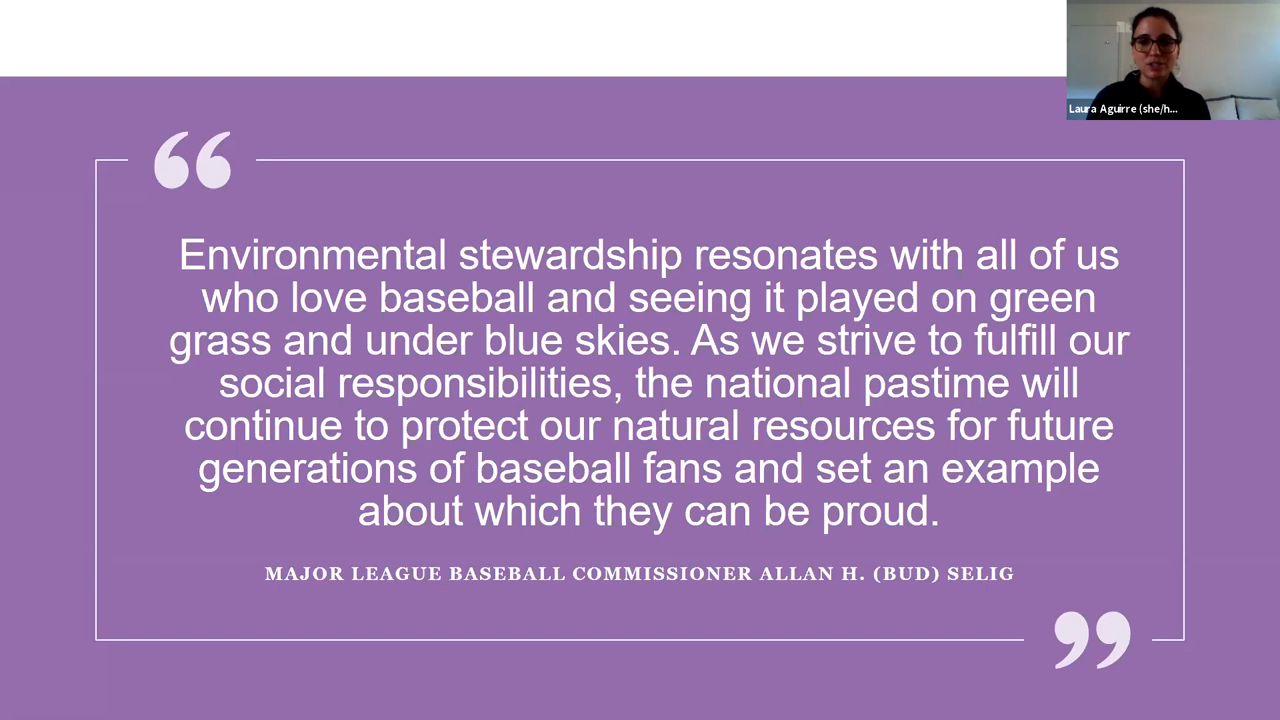 Laura Aguirre (she/h...
“
Environmental stewardship resonates with all of us
who love baseball and seeing it played on green
grass and under blue skies. As we strive to fulfill our
social responsibilities, the national pastime will
continue to protect our natural resources for future
generations of baseball fans and set an example
about which they can be proud.
MAJOR LEAGUE BASEBALL COMMISSIONER ALLAN H. (BUD) SELIG
”